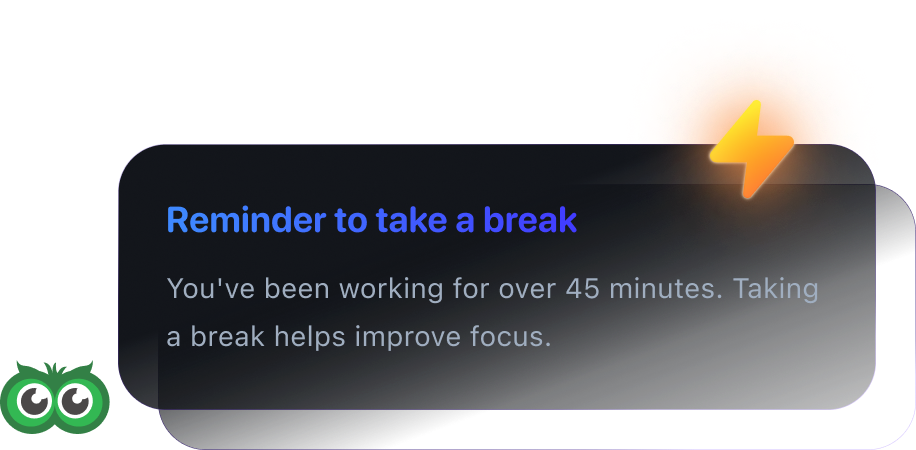 Reminder to take a break
You've been working for over 45 minutes. Taking
a break helps improve focus.